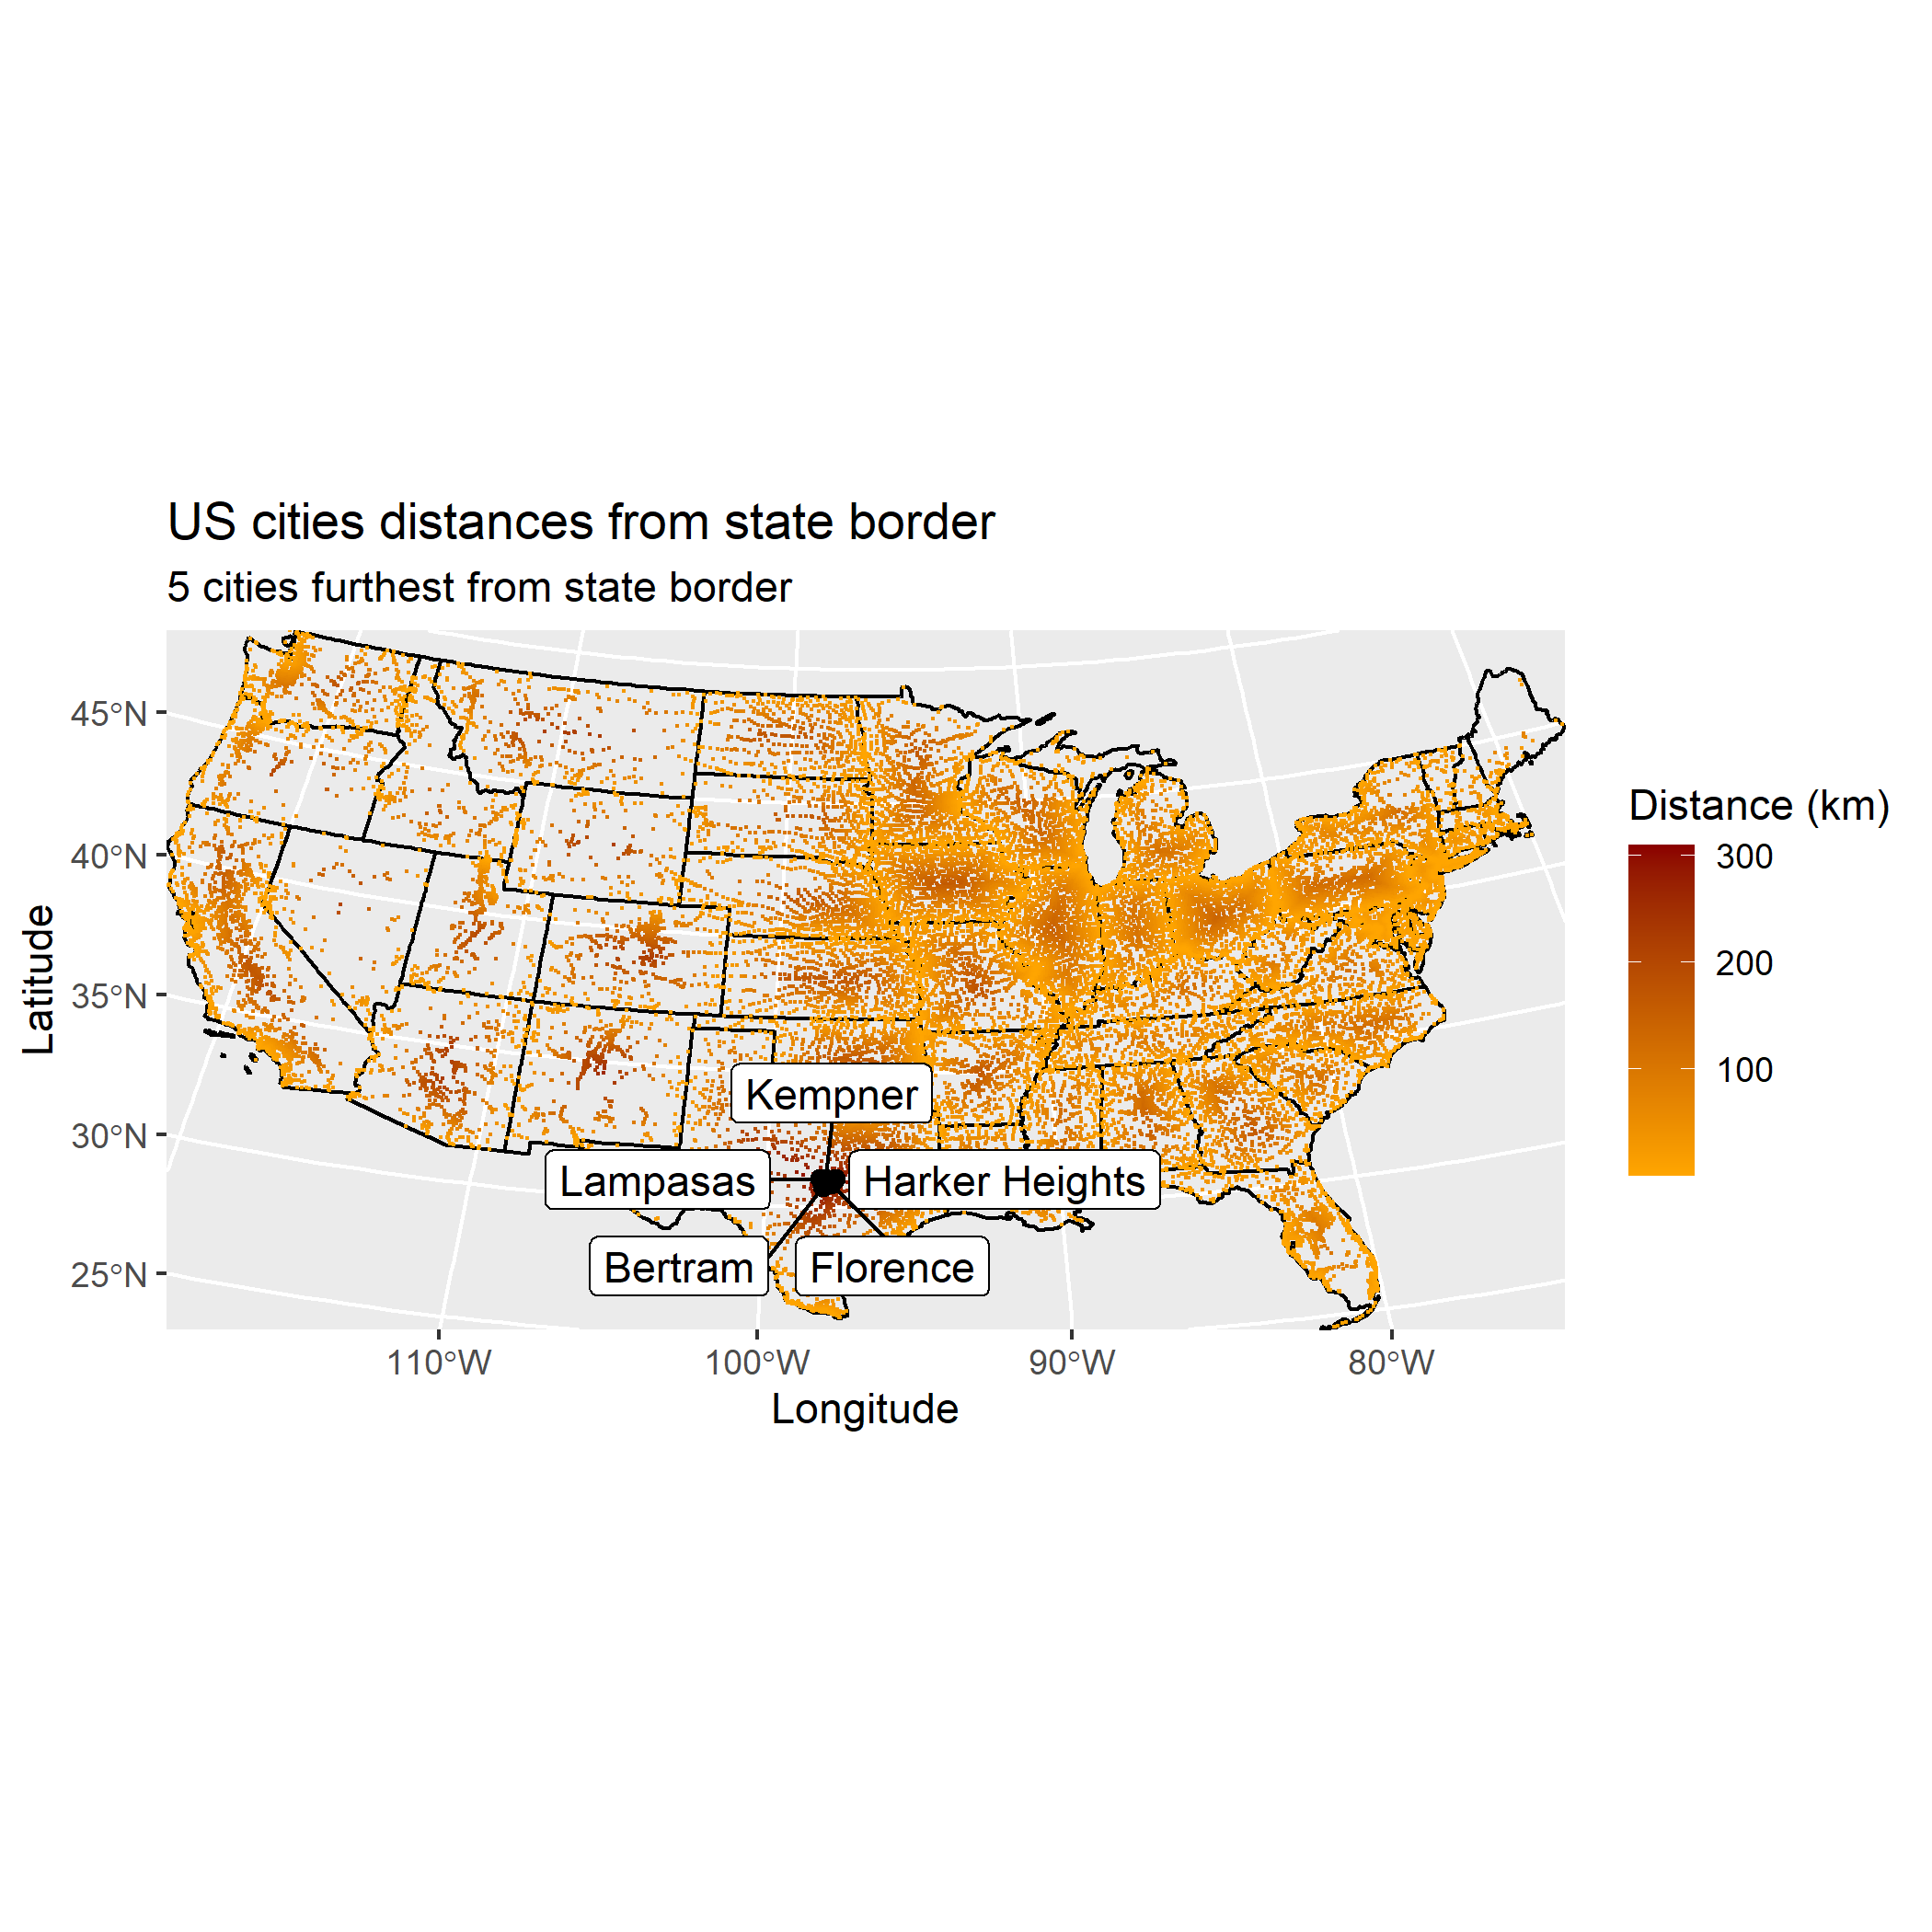 US cities distances from state border
5 cities furthest from state border
Distance (km)
300
200
100
45°N
40°N
35°N
30°N
25°N
Latitude
Kempner
Lampasas
Harker Heights
Bertram
Florence
110°W
100°W
90°W
80°W
Longitude